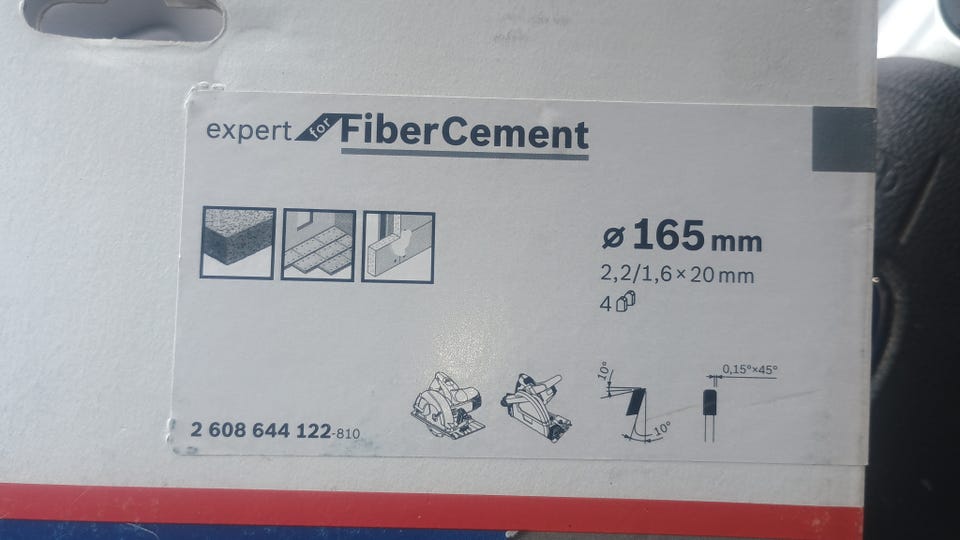 expert for FiberCement
ø 165 mm
2,2/1,6 × 20 mm
4
10°
0,15°×45°
10°
2 608 644 122-810